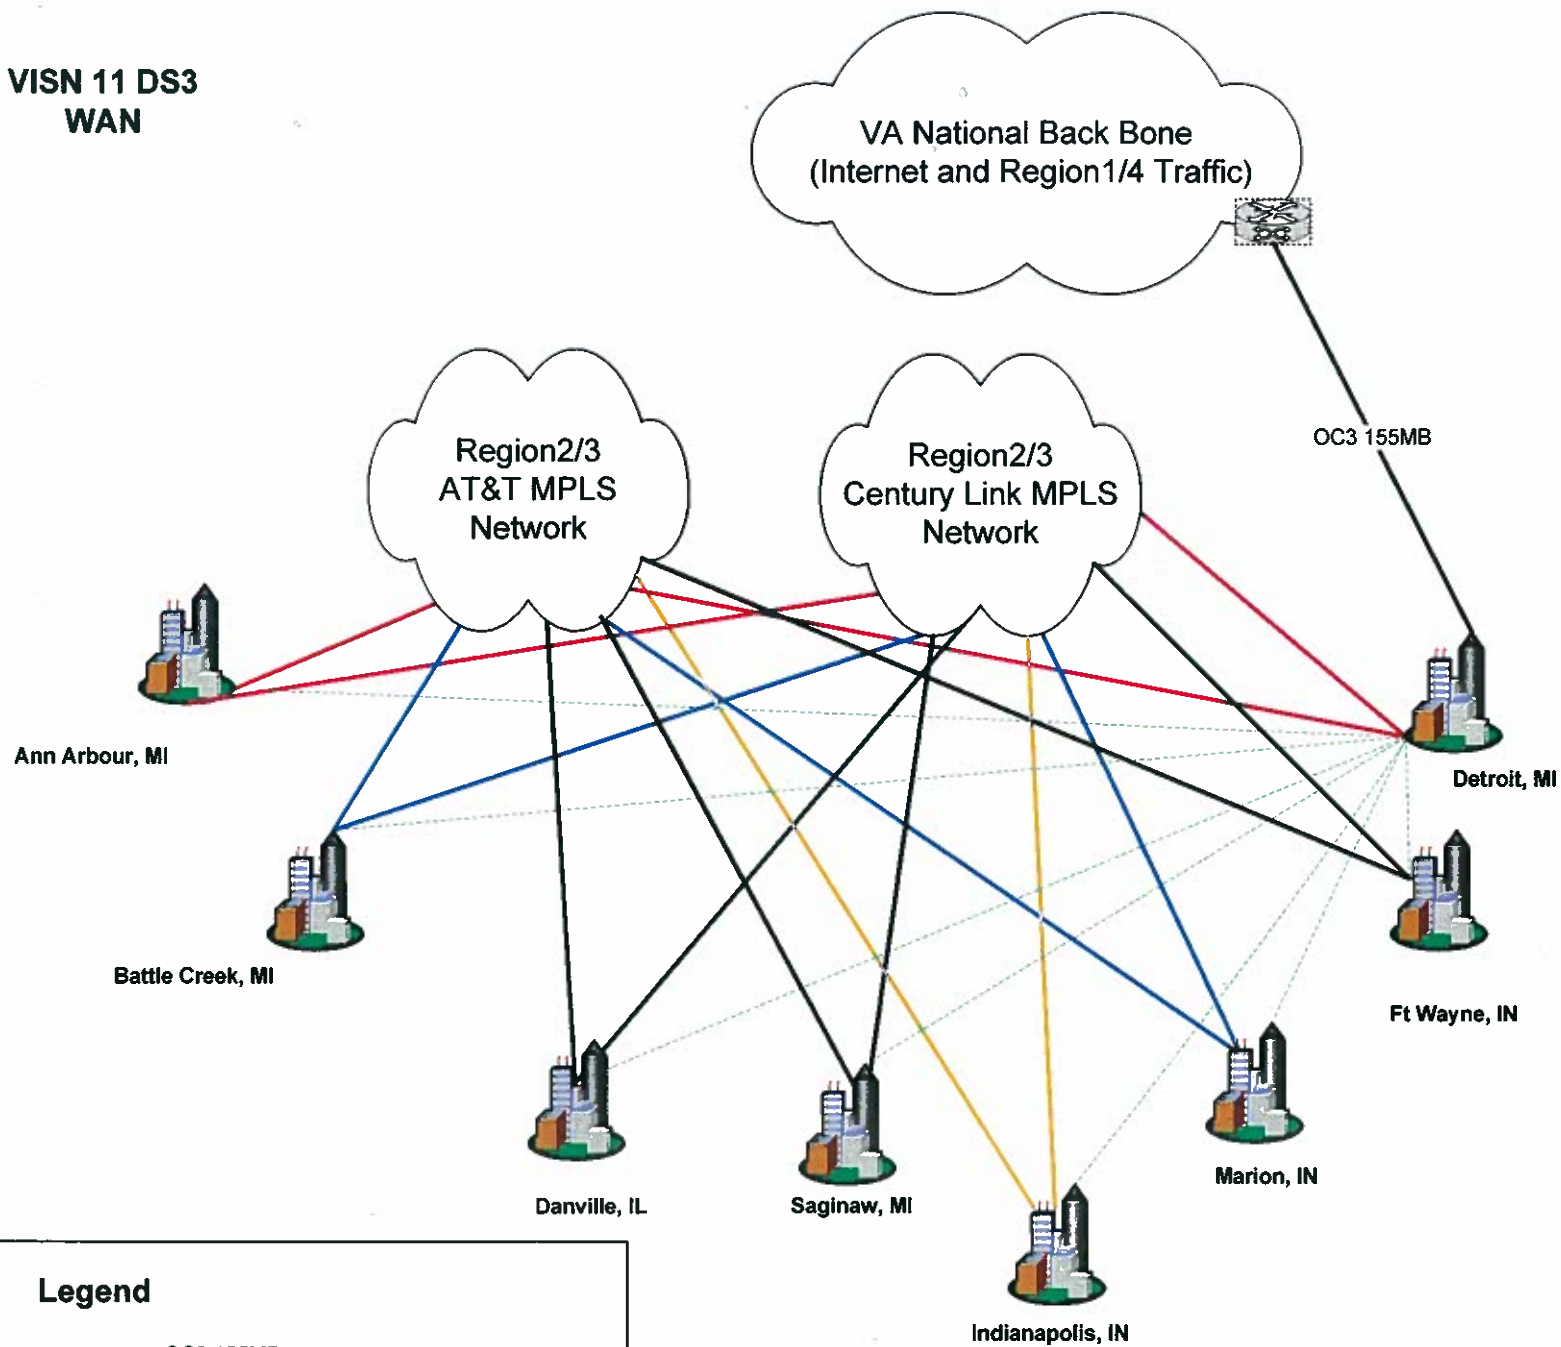 VISN 11 DS3
WAN
VA National Back Bone
(Internet and Region1/4 Traffic)
OC3 155MB
Region2/3
AT&T MPLS
Network
Region2/3
Century Link MPLS
Network
Ann Arbour, MI
Detroit, MI
Battle Creek, MI
Ft Wayne, IN
Danville, IL
Saginaw, MI
Marion, IN
Indianapolis, IN
Legend